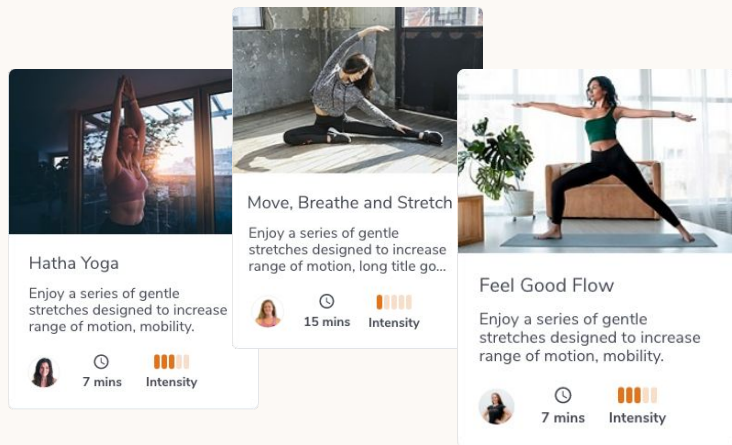 Hatha Yoga
Enjoy a series of gentle
stretches designed to increase
range of motion, mobility.
7 mins
Intensity
Move, Breathe and Stretch
Enjoy a series of gentle
stretches designed to increase
range of motion, long title go...
15 mins
Intensity
Feel Good Flow
Enjoy a series of gentle
stretches designed to increase
range of motion, mobility.
7 mins
Intensity